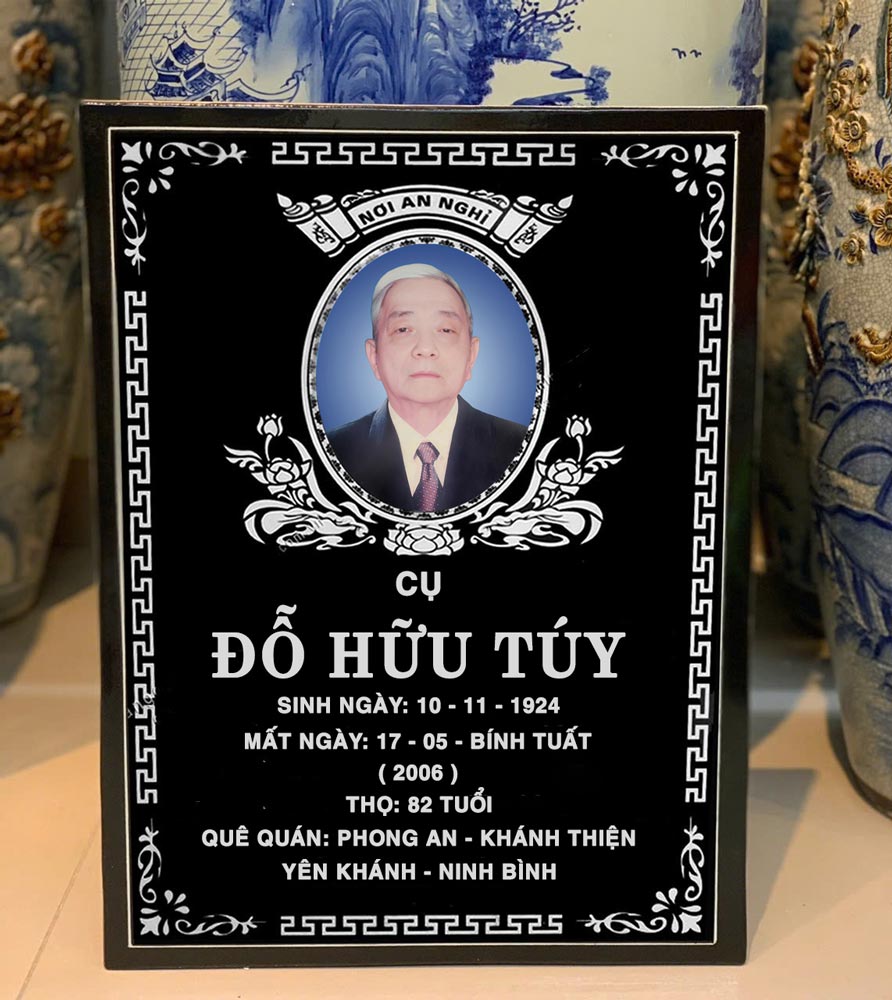 NƠI AN NGHỈ
CỤ
ĐỖ HỮU TÚY
SINH NGÀY: 10 - 11 - 1924
MẤT NGÀY: 17 - 05 - BÍNH TUẤT
( 2006 )
THỌ: 82 TUỔI
QUÊ QUÁN: PHONG AN - KHÁNH THIỆN
YÊN KHÁNH - NINH BÌNH